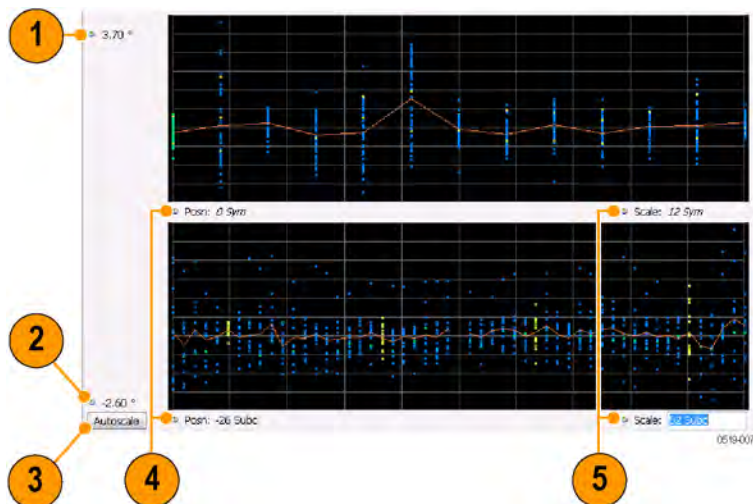 1
3.70 °
Posn: 0 Sym
Scale: 12 Sym
2
-2.60 °
Autoscale
Posn: -26 Subc
Scale: 52 Subc
0519-007
3
4
5